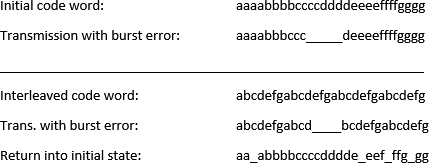 Initial code word: aaaabbbbccccddddeeeeffffgggg
Transmission with burst error: aaaabbbccc_____deeeeffffgggg
Interleaved code word: abcdefgabcdefgabcdefgabcdefg
Trans. with burst error: abcdefgabcd____bcdefgabcdefg
Return into initial state: aa_abbbbccccdddde_eef_ffg_gg